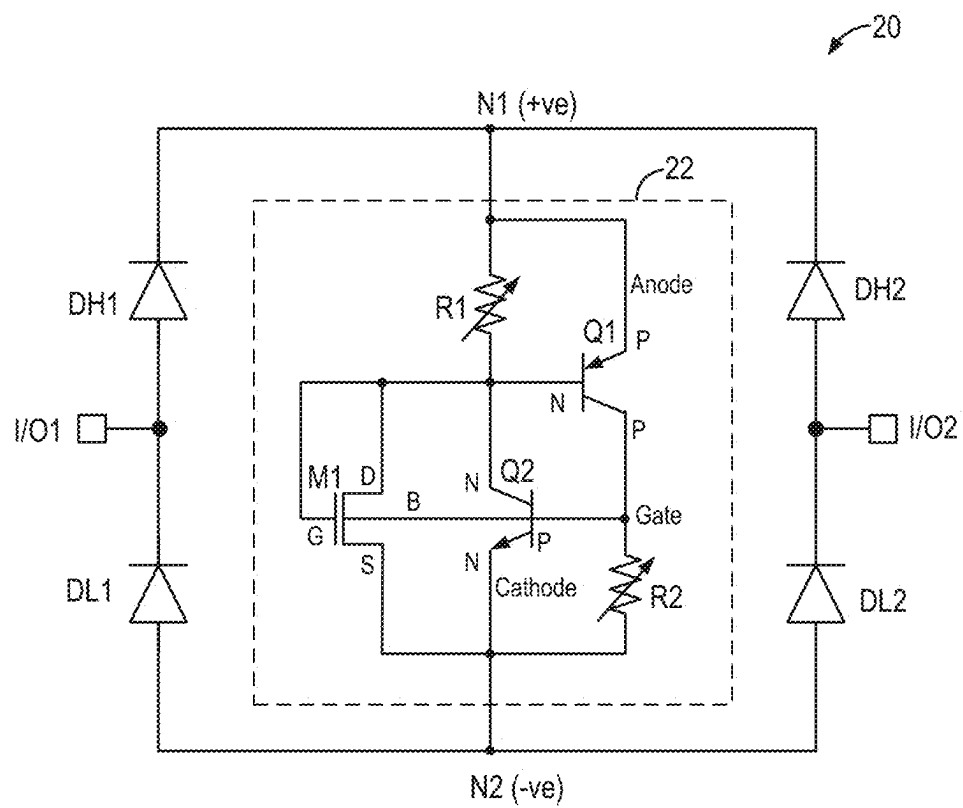 20
N1 (+ve)
22
DH1
R1
Anode
DH2
Q1
P
N
P
I/O1
I/O2
M1
D
N
Q2
B
G
Gate
P
S
N
Cathode
R2
DL1
DL2
N2 (-ve)